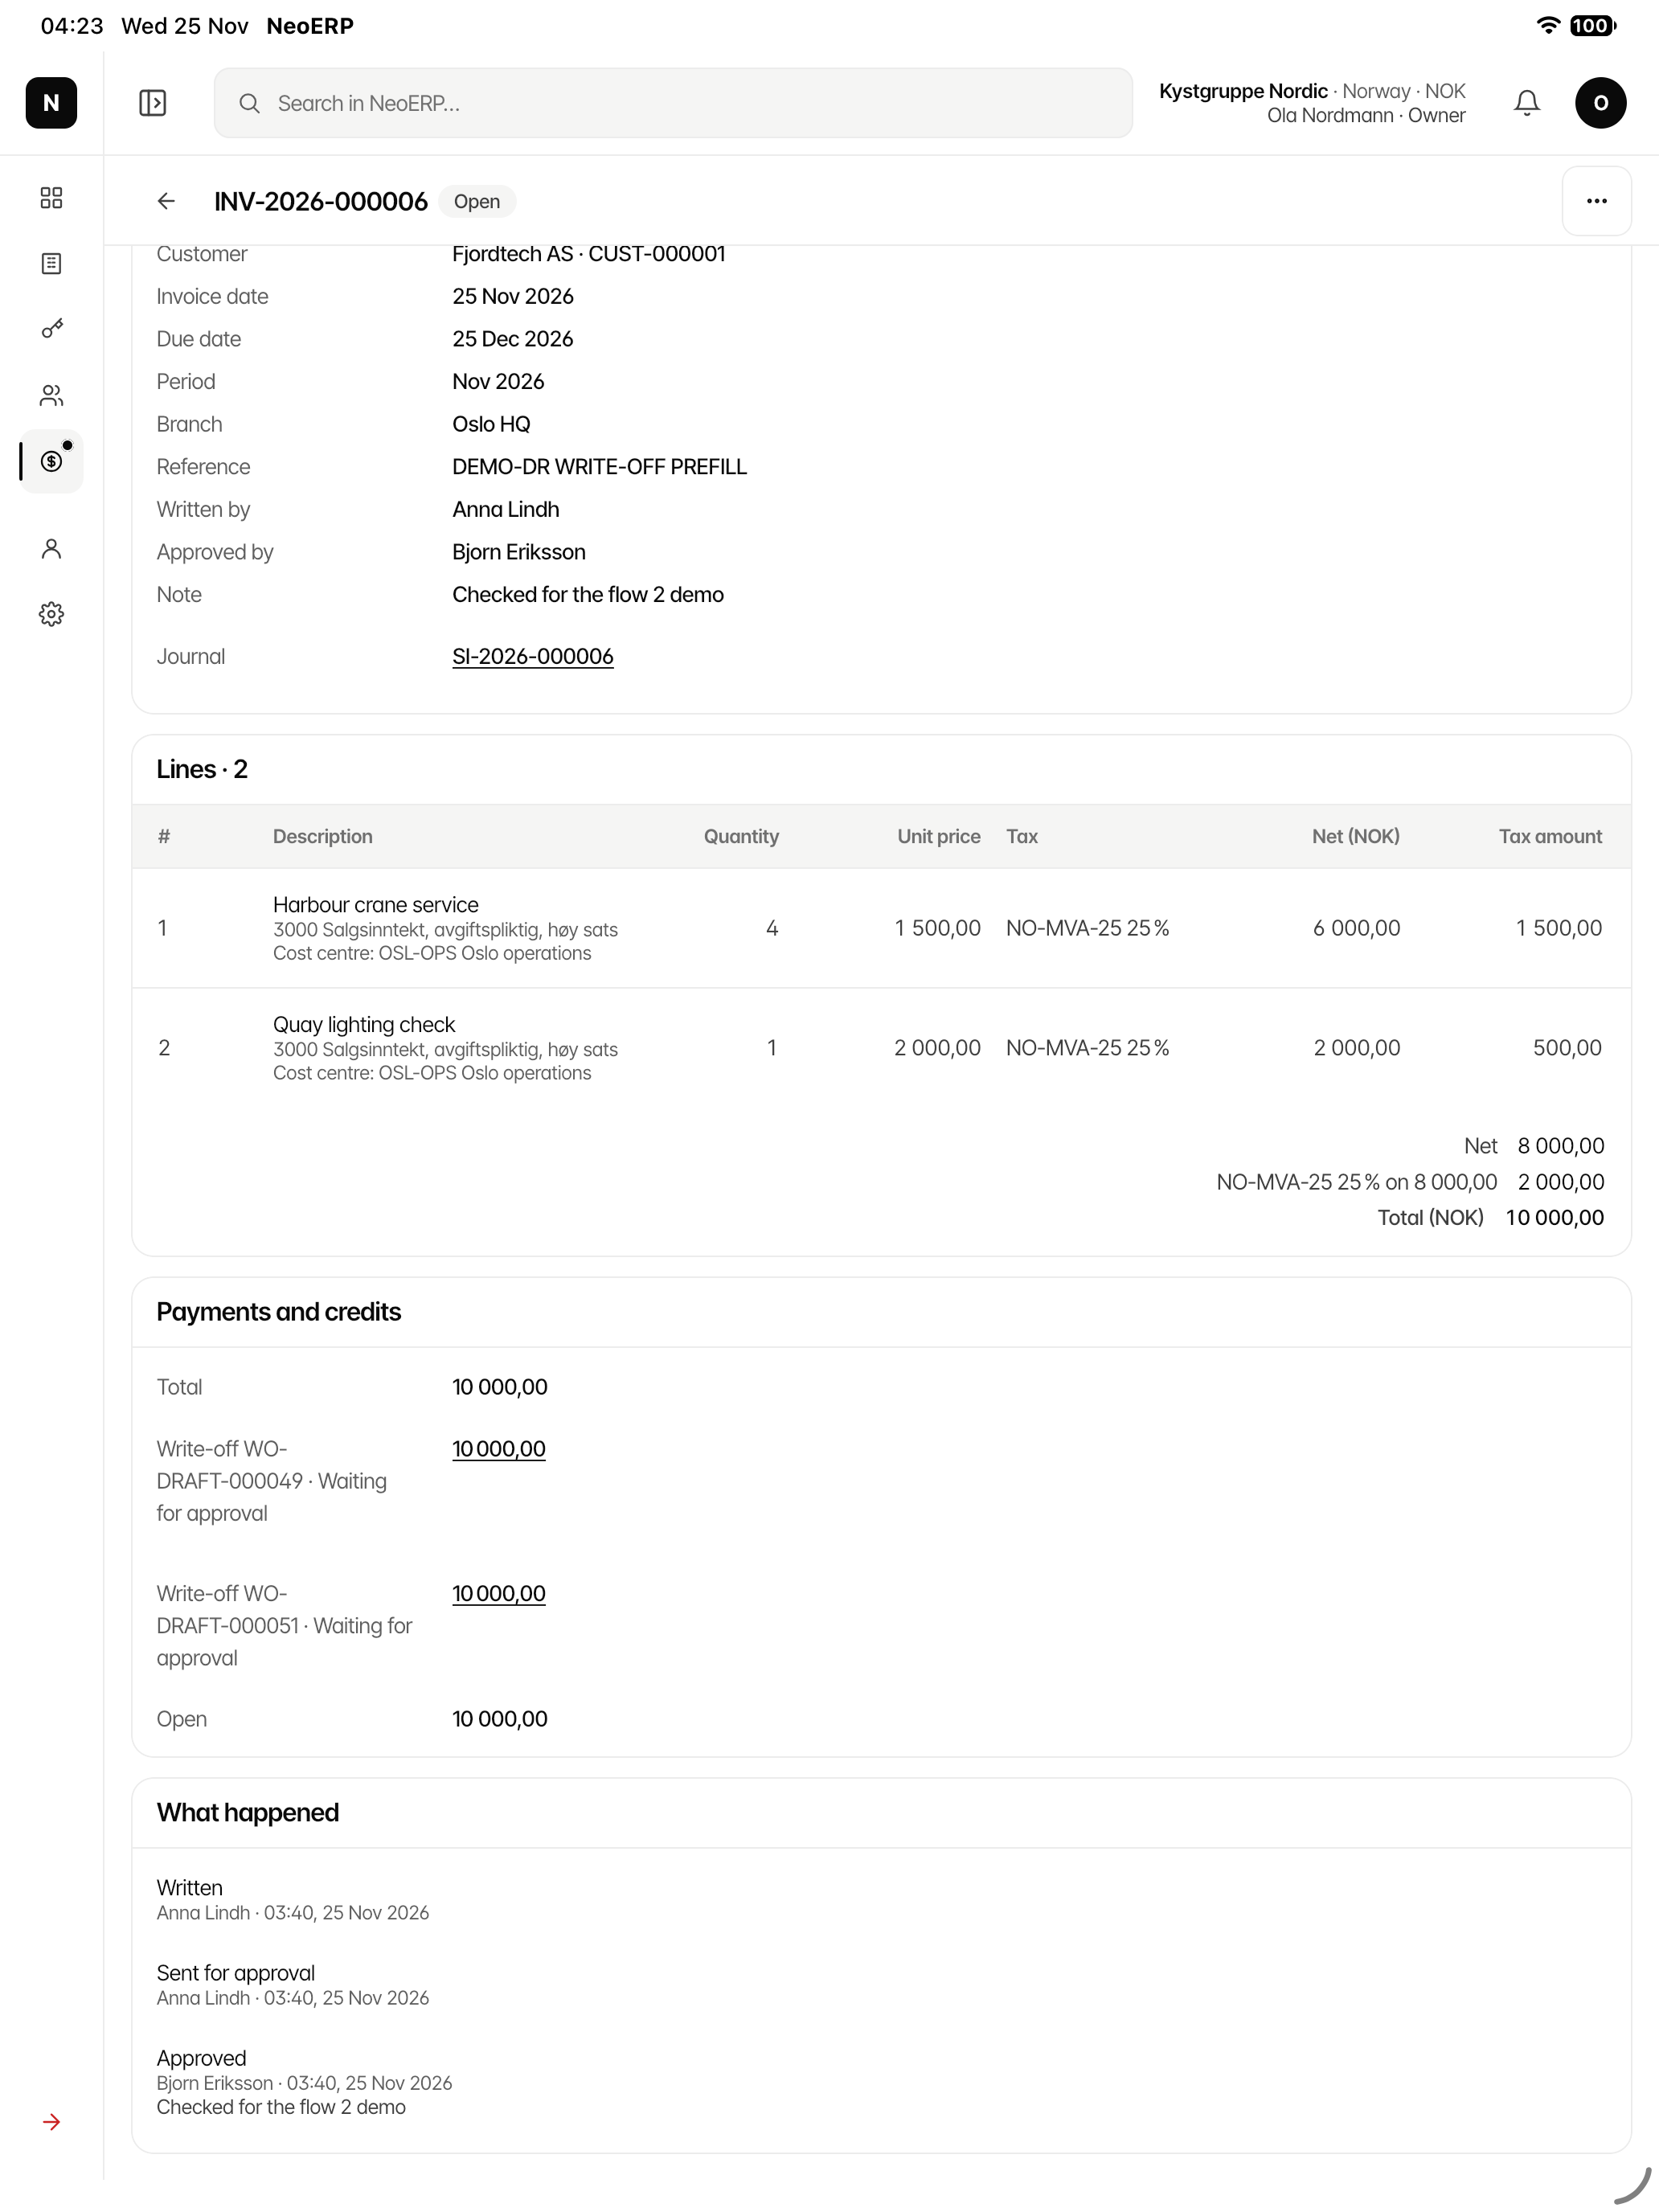 04:23 Wed 25 Nov NeoERP
100
N
Search in NeoERP...
Kystgruppe Nordic · Norway · NOK
Ola Nordmann · Owner
O
INV-2026-000006 Open
Customer Fjordtech AS · CUST-000001
Invoice date 25 Nov 2026
Due date 25 Dec 2026
Period Nov 2026
Branch Oslo HQ
Reference DEMO-DR WRITE-OFF PREFILL
Written by Anna Lindh
Approved by Bjorn Eriksson
Note Checked for the flow 2 demo
Journal SI-2026-000006
Lines · 2
# Description Quantity Unit price Tax Net (NOK) Tax amount
1 Harbour crane service 4 1 500,00 NO-MVA-25 25 % 6 000,00 1 500,00
3000 Salgsinntekt, avgiftspliktig, høy sats
Cost centre: OSL-OPS Oslo operations
2 Quay lighting check 1 2 000,00 NO-MVA-25 25 % 2 000,00 500,00
3000 Salgsinntekt, avgiftspliktig, høy sats
Cost centre: OSL-OPS Oslo operations
Net 8 000,00
NO-MVA-25 25 % on 8 000,00 2 000,00
Total (NOK) 10 000,00
Payments and credits
Total 10 000,00
Write-off WO- 10 000,00
DRAFT-000049 · Waiting
for approval
Write-off WO- 10 000,00
DRAFT-000051 · Waiting for
approval
Open 10 000,00
What happened
Written
Anna Lindh · 03:40, 25 Nov 2026
Sent for approval
Anna Lindh · 03:40, 25 Nov 2026
Approved
Bjorn Eriksson · 03:40, 25 Nov 2026
Checked for the flow 2 demo